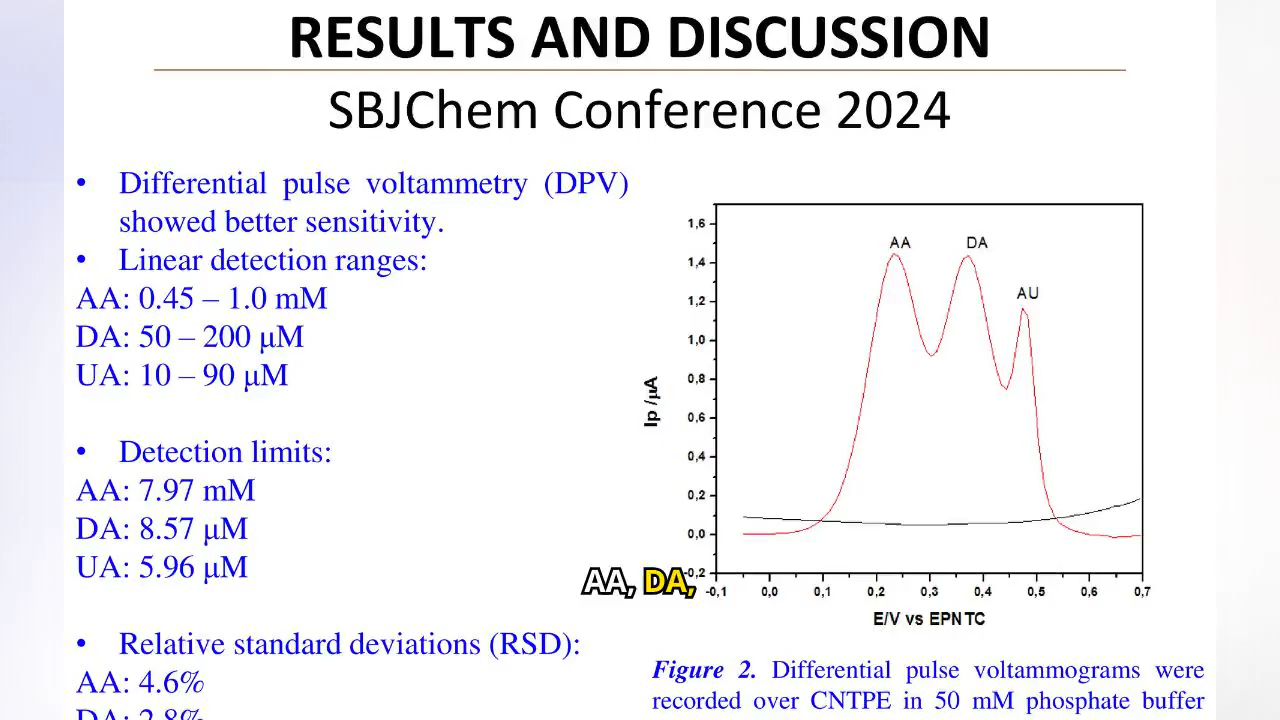 RESULTS AND DISCUSSION
SBJChem Conference 2024
• Differential pulse voltammetry (DPV)
showed better sensitivity.
• Linear detection ranges:
AA: 0.45 – 1.0 mM
DA: 50 – 200 μM
UA: 10 – 90 μM
• Detection limits:
AA: 7.97 mM
DA: 8.57 μM
UA: 5.96 μM
• Relative standard deviations (RSD):
AA: 4.6%
DA: 2.8%
1,6
1,4
1,2
1,0
0,8
0,6
0,4
0,2
0,0
-0,2
Ip /μA
AA
DA
AU
-0,1 0,0 0,1 0,2 0,3 0,4 0,5 0,6 0,7
E/V vs EPNTC
AA, DA,
Figure 2. Differential pulse voltammograms were
recorded over CNTPE in 50 mM phosphate buffer